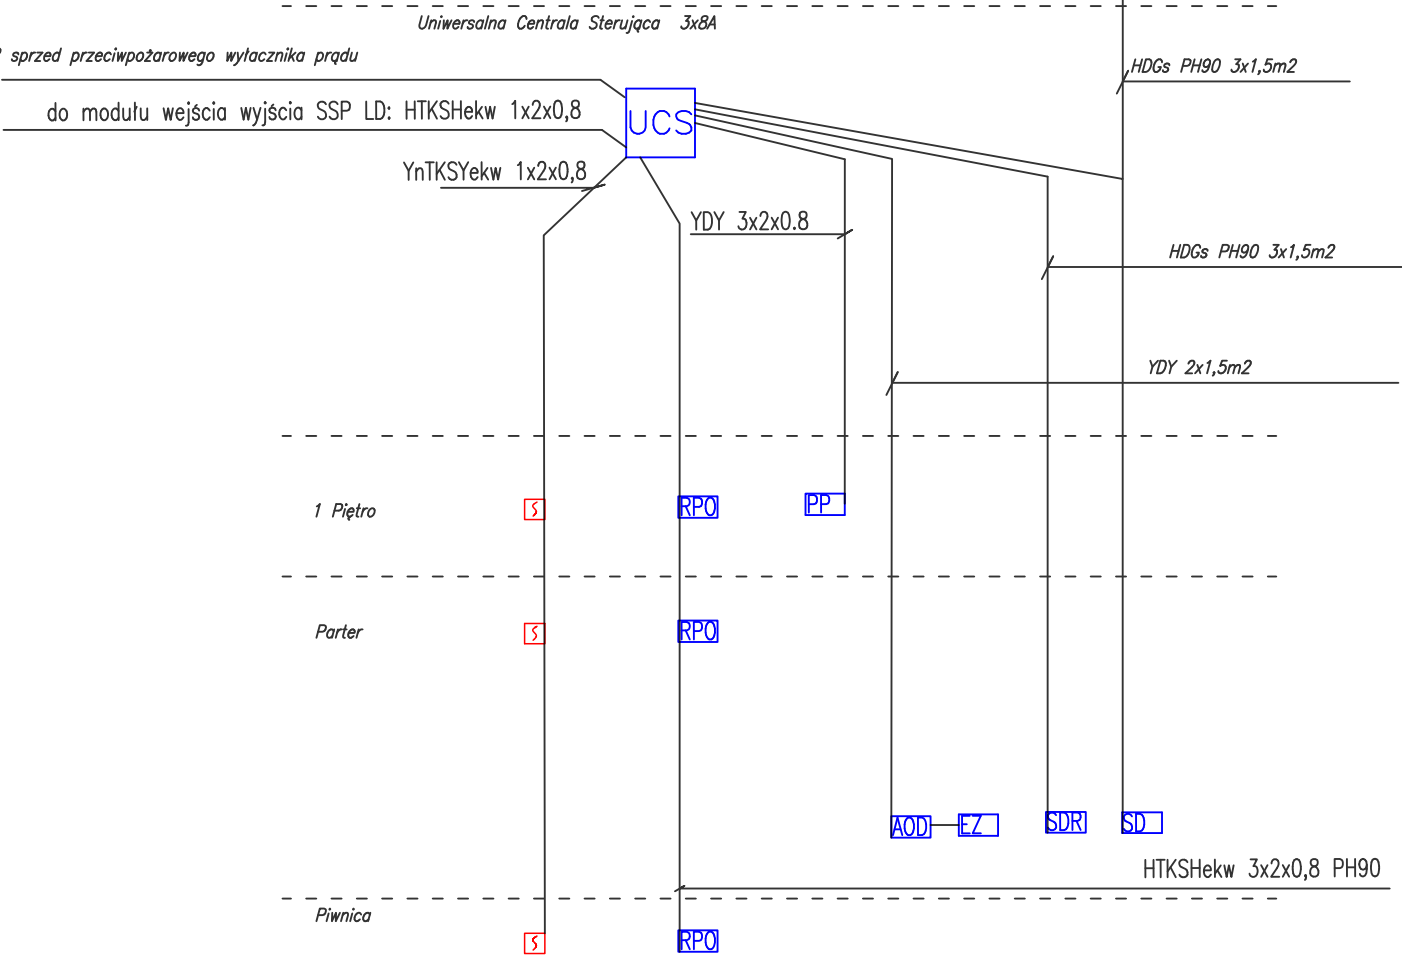 Uniwersalna Centrala Sterująca 3x8A
sprzed przeciwpożarowego wyłacznika prądu
HDGs PH90 3x1,5m2
do modułu wejścia wyjścia SSP LD: HTKSHekw 1x2x0,8
UCS
YnTKSYekw 1x2x0,8
YDY 3x2x0.8
HDGs PH90 3x1,5m2
YDY 2x1,5m2
1 Piętro
S
RPO
PP
Parter
S
RPO
AOD
EZ
SDR
SD
HTKSHekw 3x2x0,8 PH90
Piwnica
S
RPO